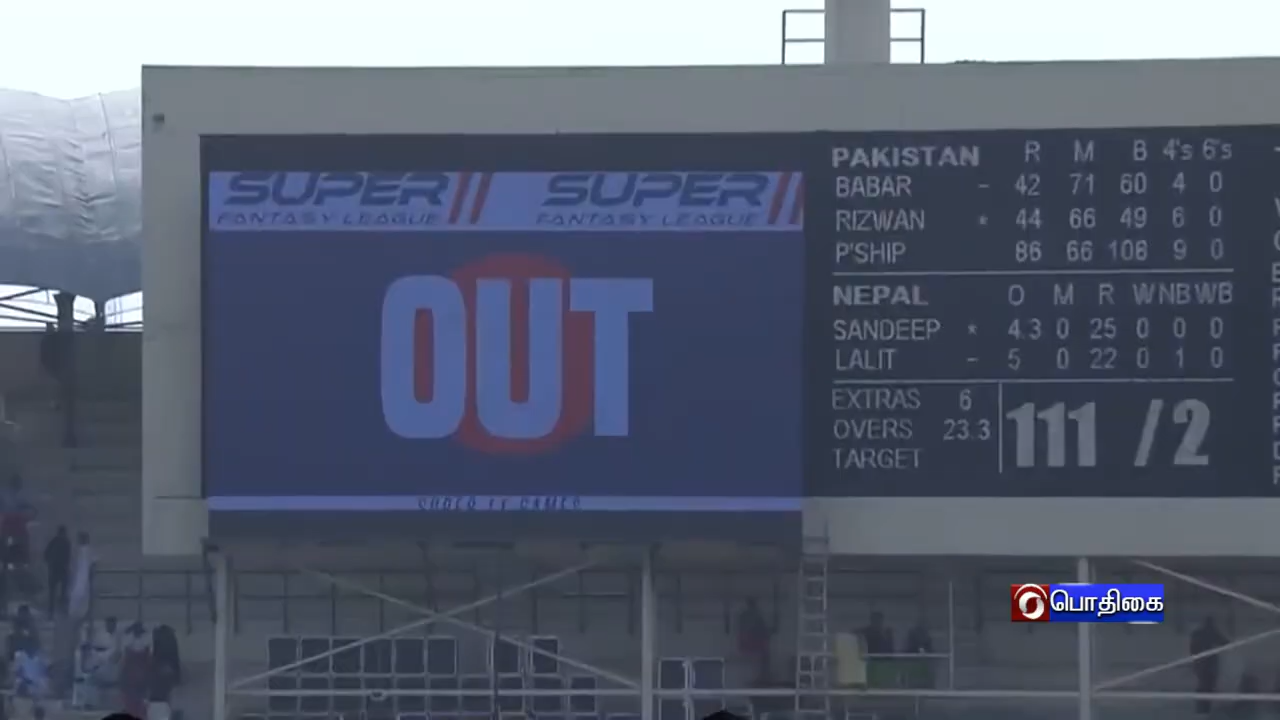 SUPER 11 SUPER 11
FANTASY LEAGUE FANTASY LEAGUE
OUT
PAKISTAN R M B 4's 6's
BABAR - 42 71 60 4 0
RIZWAN * 44 66 49 6 0
P'SHIP 86 66 108 9 0
NEPAL O M R W NB WB
SANDEEP * 4.3 0 25 0 0 0
LALIT - 5 0 22 0 1 0
EXTRAS 6
OVERS 23.3
TARGET
111 /2
பொதிகை